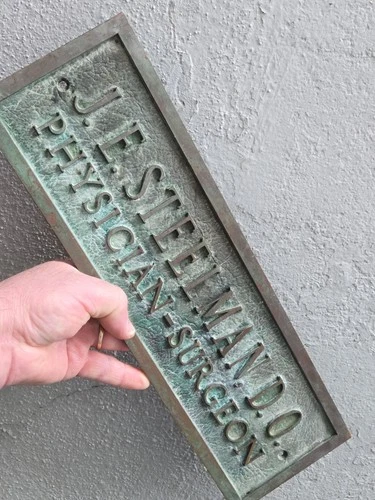 J. E. STEELMAN, D.O.
PHYSICIAN-SURGEON